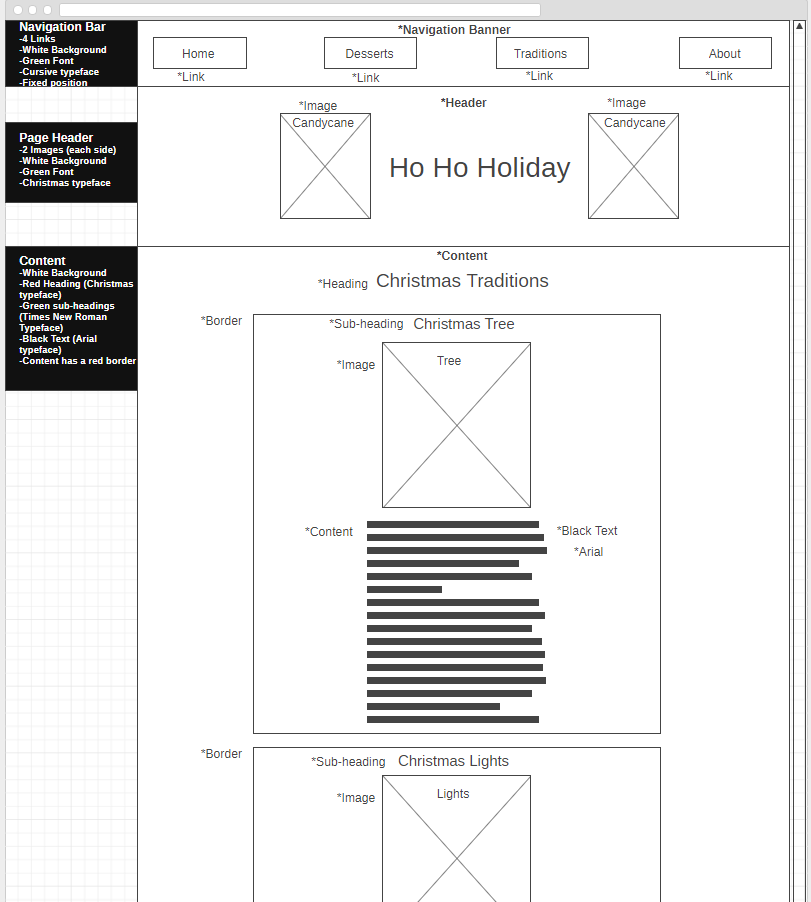 Navigation Bar
-4 Links
-White Background
-Green Font
-Cursive typeface
-Fixed position
*Navigation Banner
Home
Desserts
Traditions
About
*Link
*Link
*Link
*Link
Page Header
-2 Images (each side)
-White Background
-Green Font
-Christmas typeface
*Header
*Image
*Image
Candycane
Candycane
Ho Ho Holiday
Content
-White Background
-Red Heading (Christmas
typeface)
-Green sub-headings
(Times New Roman
Typeface)
-Black Text (Arial
typeface)
-Content has a red border
*Content
*Heading Christmas Traditions
*Border
*Sub-heading Christmas Tree
*Image
Tree
*Content
*Black Text
*Arial
*Border
*Sub-heading Christmas Lights
*Image
Lights